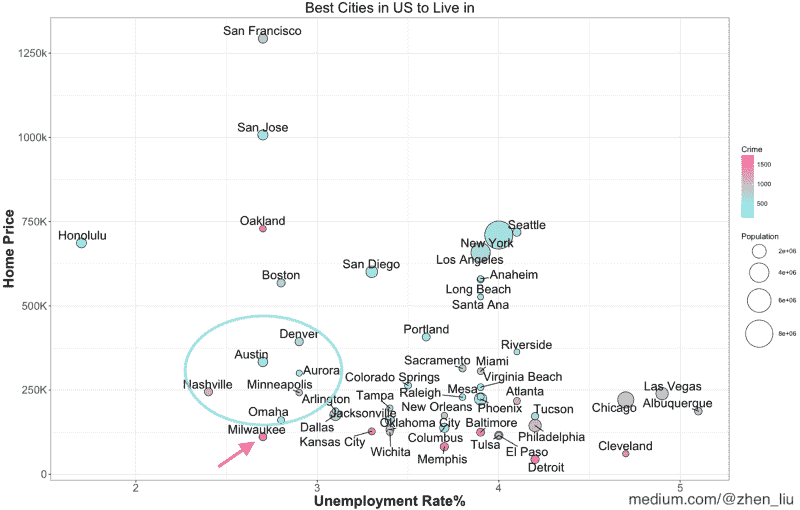 Best Cities in US to Live in
San Francisco
1250K
San Jose
1000K
Crime
1500
1000
500
Oakland
750K
Seattle
Honolulu
New York
Population
Home Price
San Diego
Los Angeles
2e+06
Boston
Anaheim
4e+06
Long Beach
500K
Santa Ana
6e+06
Portland
Denver
8e+06
Riverside
Austin
Sacramento
Miami
Aurora
Colorado Springs
Virginia Beach
Nashville
Minneapolis
Mesa
Las Vegas
250K
Tampa
Raleigh
Atlanta
Arlington
Chicago
Albuquerque
New Orleans
Phoenix
Tucson
Omaha
Jacksonville
Oklahoma City
Baltimore
Milwaukee
Dallas
Columbus
Philadelphia
Kansas City
Tulsa
Cleveland
Wichita
El Paso
Memphis
Detroit
0
2
3
4
5
Unemployment Rate%
medium.com/@zhen_liu